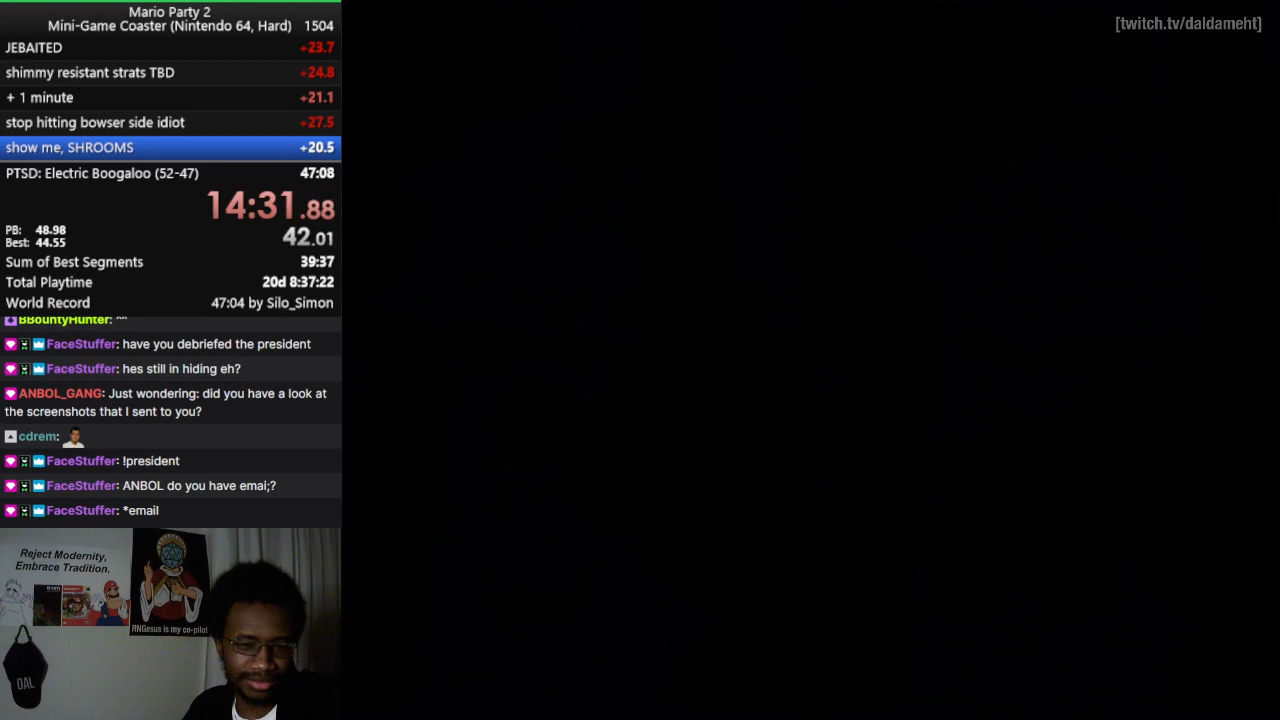 [twitch.tv/daldameht]
Mario Party 2
Mini-Game Coaster (Nintendo 64, Hard) 1504
JEBAITED +23.7
shimmy resistant strats TBD +24.8
+ 1 minute +21.1
stop hitting bowser side idiot +27.5
show me, SHROOMS +20.5
PTSD: Electric Boogaloo (52-47) 47:08
14:31.88
PB: 48.98
Best: 44.55
42.01
Sum of Best Segments 39:37
Total Playtime 20d 8:37:22
World Record 47:04 by Silo_Simon
BBountyHunter: ^^
FaceStuffer: have you debriefed the president
FaceStuffer: hes still in hiding eh?
ANBOL_GANG: Just wondering: did you have a look at
the screenshots that I sent to you?
cdrem:
FaceStuffer: !president
FaceStuffer: ANBOL do you have emai;?
FaceStuffer: *email
Reject Modernity,
Embrace Tradition.
RNGesus is my co-pilot
DAL